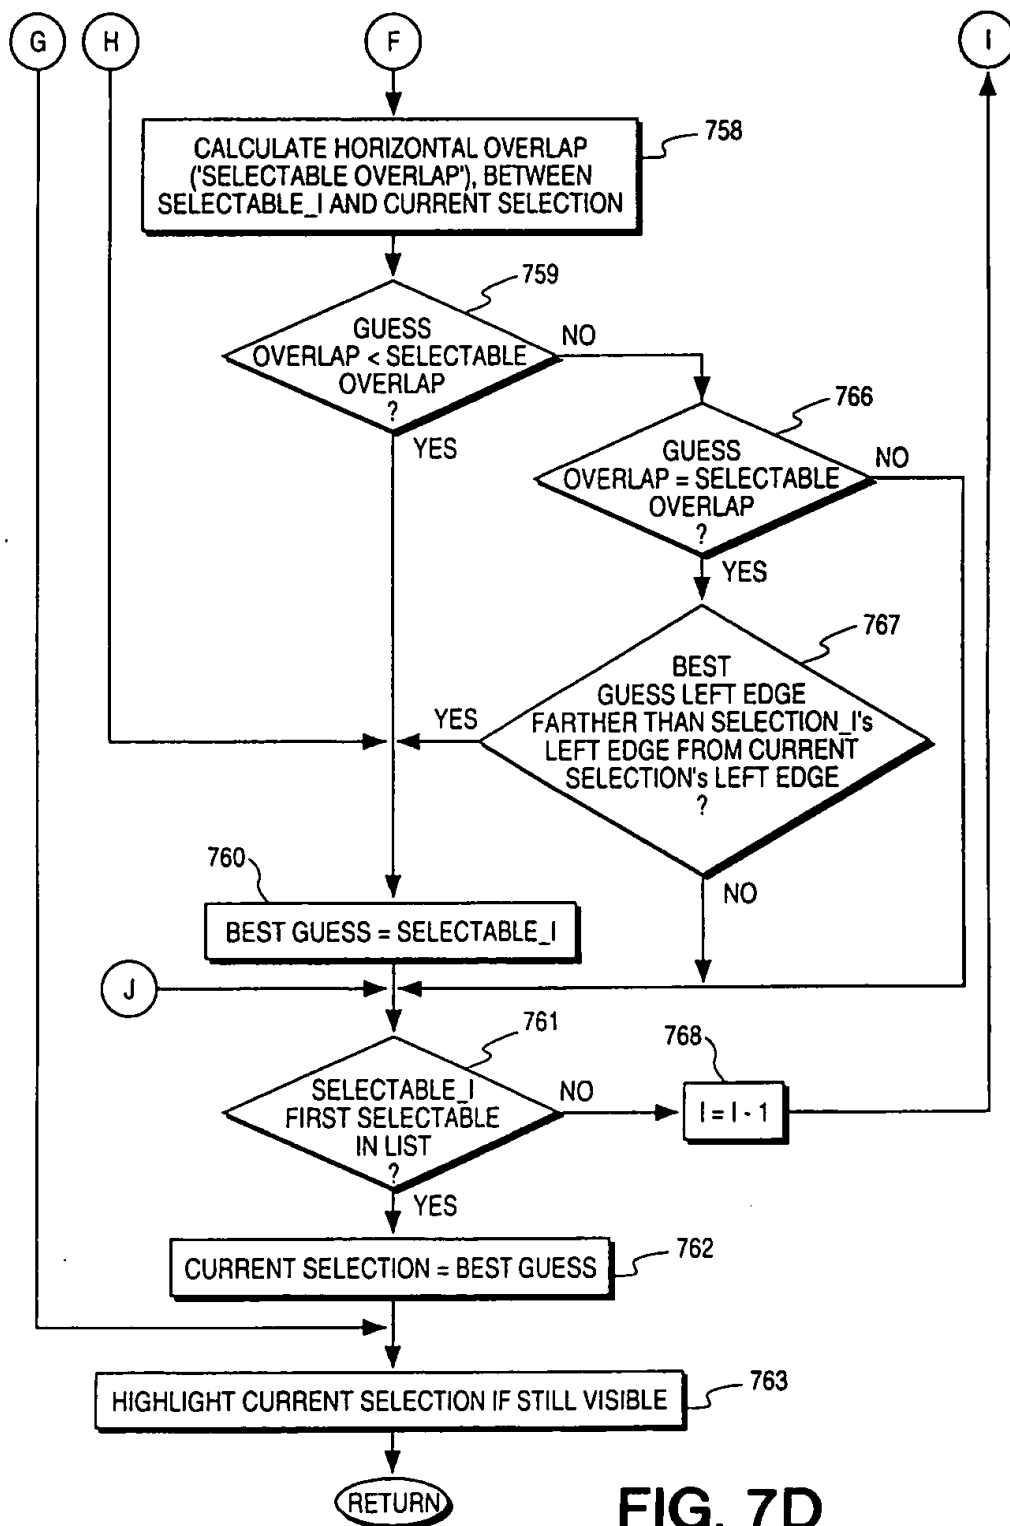 G
H
F
I
758
CALCULATE HORIZONTAL OVERLAP
('SELECTABLE OVERLAP'), BETWEEN
SELECTABLE_I AND CURRENT SELECTION
759
GUESS
OVERLAP < SELECTABLE
OVERLAP
?
NO
YES
766
GUESS
OVERLAP = SELECTABLE
OVERLAP
?
NO
YES
767
BEST
GUESS LEFT EDGE
FARTHER THAN SELECTION_I's
LEFT EDGE FROM CURRENT
SELECTION's LEFT EDGE
?
YES
NO
760
BEST GUESS = SELECTABLE_I
J
761
SELECTABLE_I
FIRST SELECTABLE
IN LIST
?
NO
YES
768
I = I - 1
CURRENT SELECTION = BEST GUESS
762
HIGHLIGHT CURRENT SELECTION IF STILL VISIBLE
763
RETURN
FIG. 7D